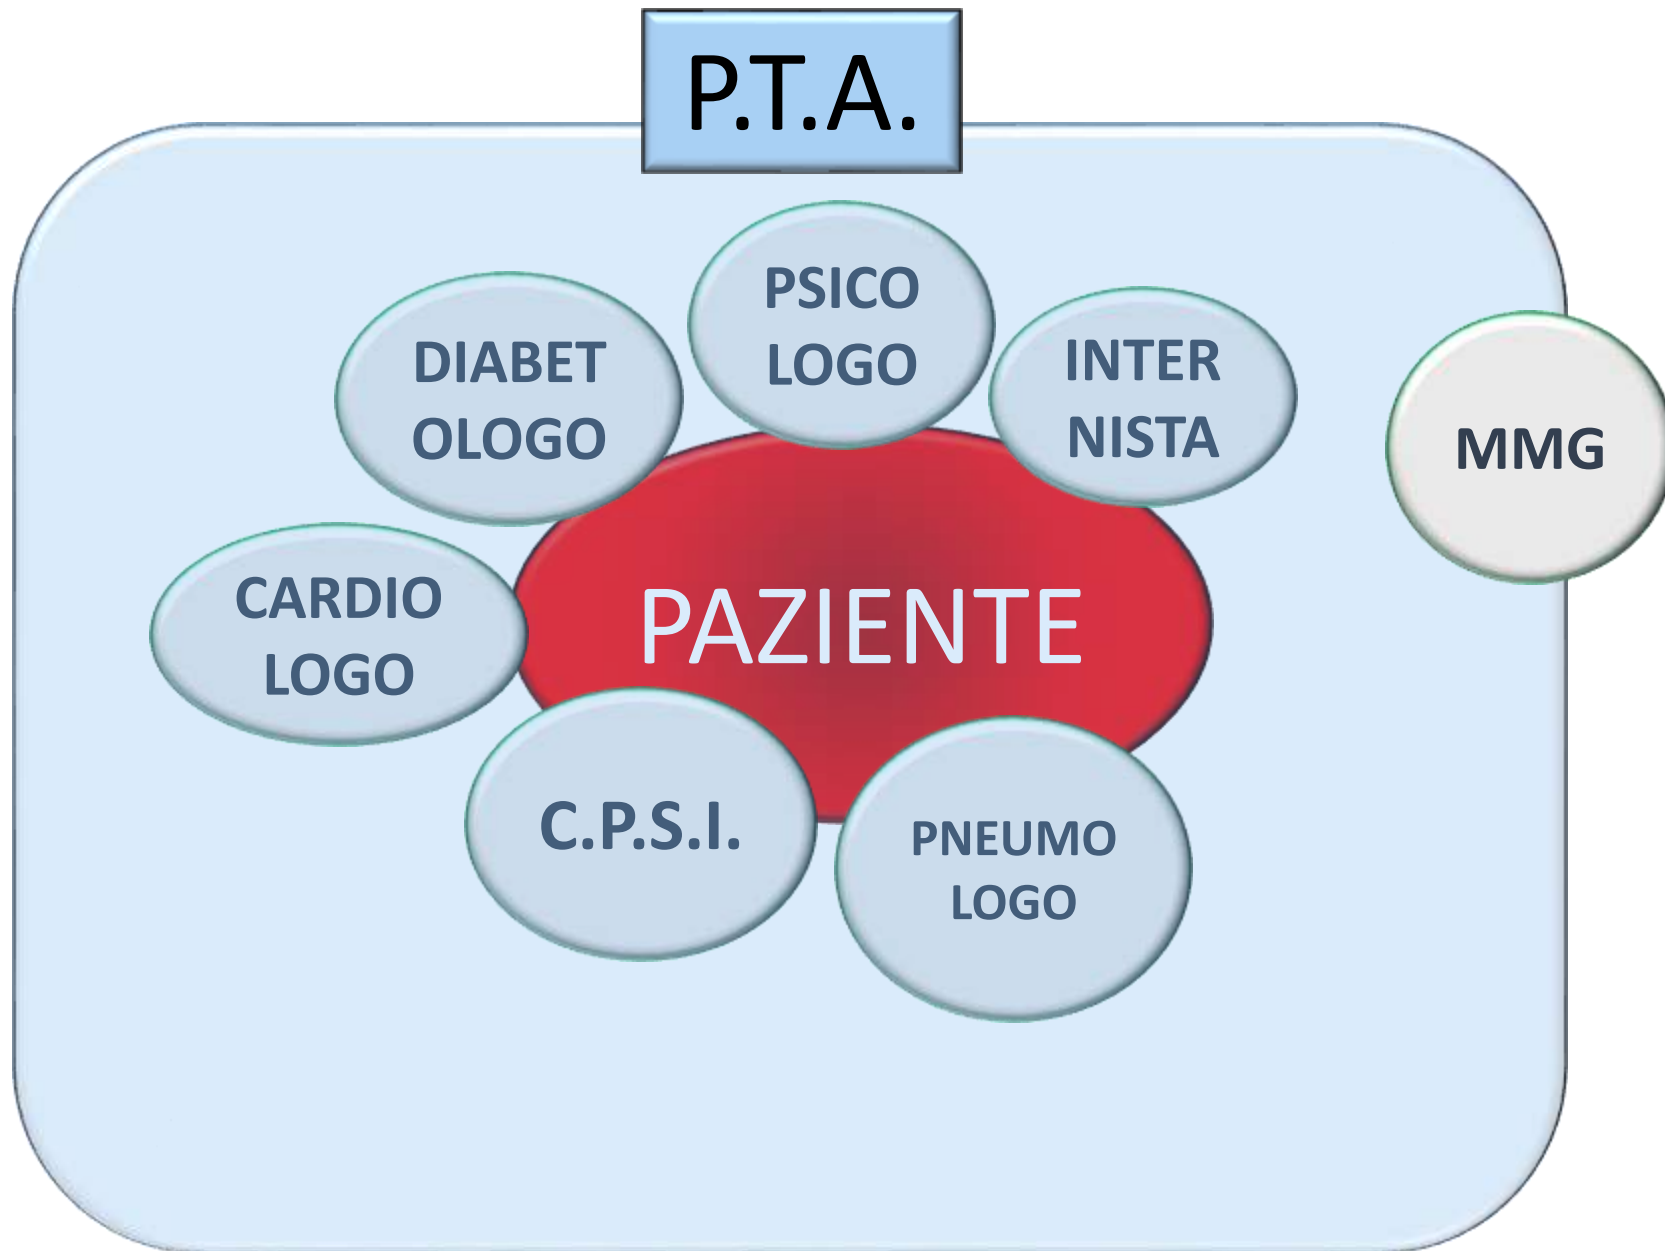 P.T.A.
PSICO
LOGO
DIABET
OLOGO
INTER
NISTA
MMG
CARDIO
LOGO
PAZIENTE
C.P.S.I.
PNEUMO
LOGO